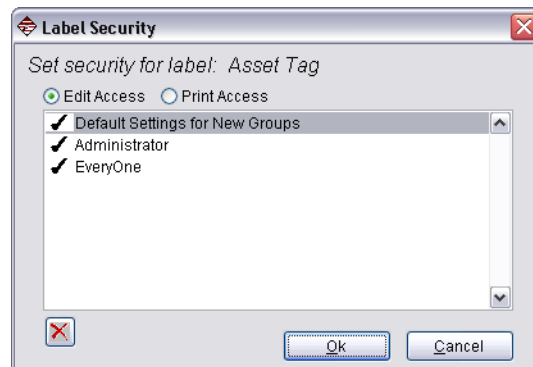 Label Security
Set security for label: Asset Tag
Edit Access Print Access
Default Settings for New Groups
Administrator
EveryOne
Ok Cancel